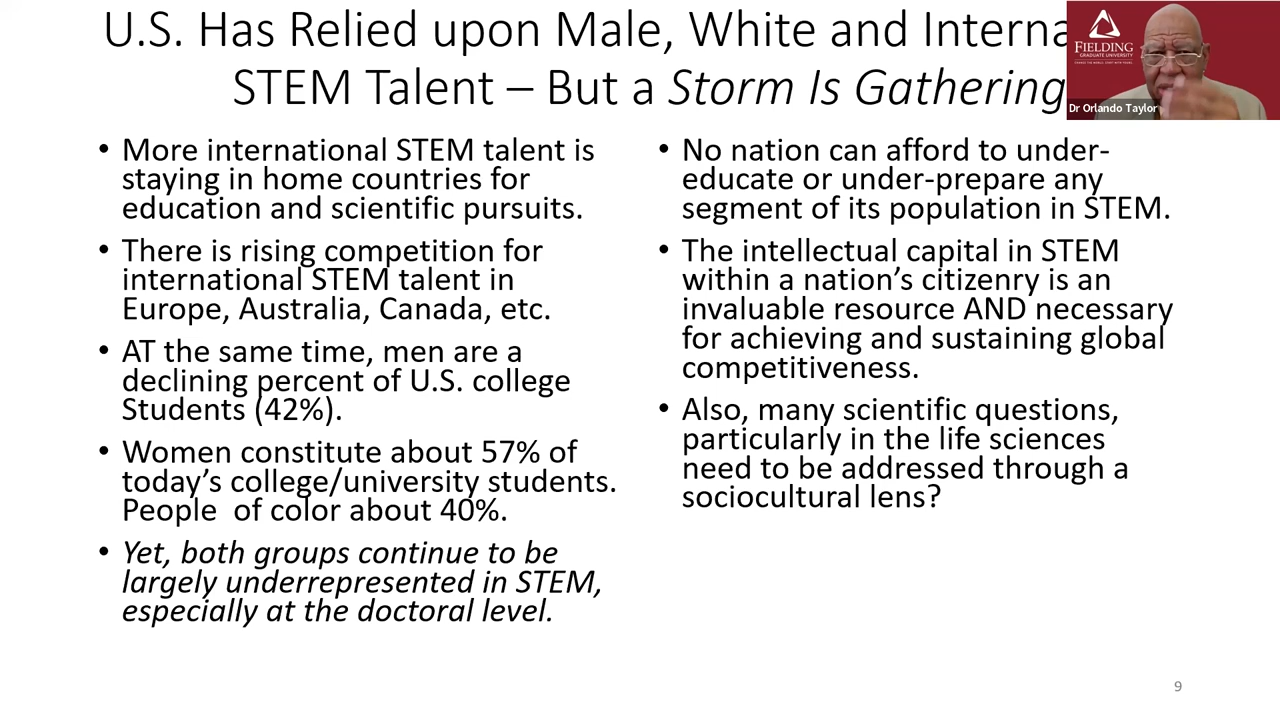 U.S. Has Relied upon Male, White and Interna
STEM Talent – But a Storm Is Gathering
FIELDING
GRADUATE UNIVERSITY
Dr Orlando Taylor
• More international STEM talent is
staying in home countries for
education and scientific pursuits.
• There is rising competition for
international STEM talent in
Europe, Australia, Canada, etc.
• AT the same time, men are a
declining percent of U.S. college
Students (42%).
• Women constitute about 57% of
today’s college/university students.
People  of color about 40%.
• Yet, both groups continue to be
largely underrepresented in STEM,
especially at the doctoral level.
• No nation can afford to under-
educate or under-prepare any
segment of its population in STEM.
• The intellectual capital in STEM
within a nation’s citizenry is an
invaluable resource AND necessary
for achieving and sustaining global
competitiveness.
• Also, many scientific questions,
particularly in the life sciences
need to be addressed through a
sociocultural lens?
9